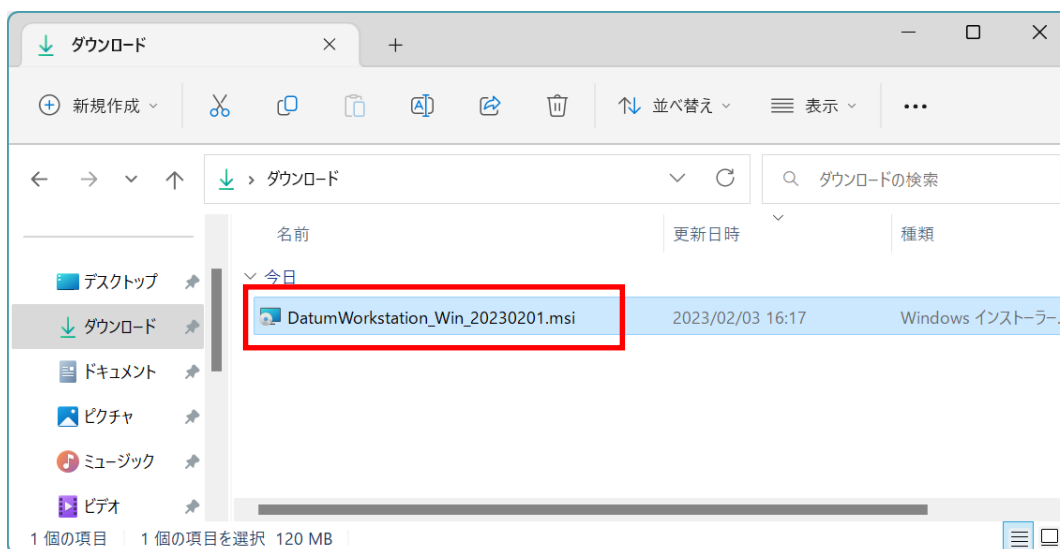 ダウンロード
新規作成 並べ替え 表示
ダウンロード ダウンロードの検索
名前 更新日時 種類
今日
デスクトップ
DatumWorkstation_Win_20230201.msi 2023/02/03 16:17 Windows インストーラー
ダウンロード
ドキュメント
ピクチャ
ミュージック
ビデオ
1 個の項目 1 個の項目を選択 120 MB